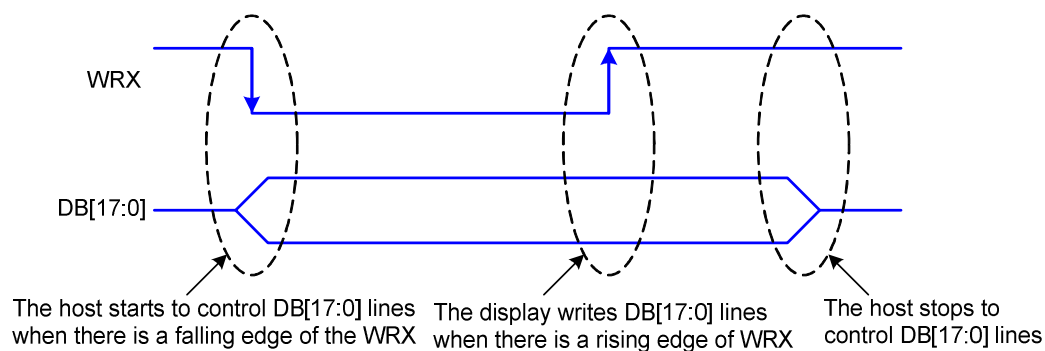 WRX
DB[17:0]
The host starts to control DB[17:0] lines
when there is a falling edge of the WRX
The display writes DB[17:0] lines
when there is a rising edge of WRX
The host stops to
control DB[17:0] lines